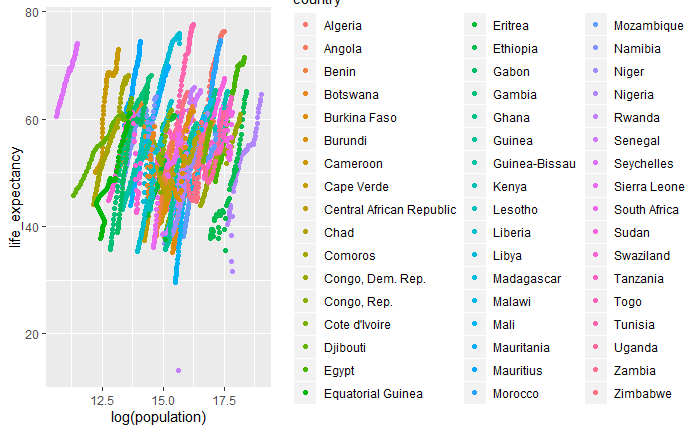 country
80
60
40
20
life_expectancy
12.5 15.0 17.5
log(population)
Algeria
Angola
Benin
Botswana
Burkina Faso
Burundi
Cameroon
Cape Verde
Central African Republic
Chad
Comoros
Congo, Dem. Rep.
Congo, Rep.
Cote d'Ivoire
Djibouti
Egypt
Equatorial Guinea
Eritrea
Ethiopia
Gabon
Gambia
Ghana
Guinea
Guinea-Bissau
Kenya
Lesotho
Liberia
Libya
Madagascar
Malawi
Mali
Mauritania
Mauritius
Morocco
Mozambique
Namibia
Niger
Nigeria
Rwanda
Senegal
Seychelles
Sierra Leone
South Africa
Sudan
Swaziland
Tanzania
Togo
Tunisia
Uganda
Zambia
Zimbabwe